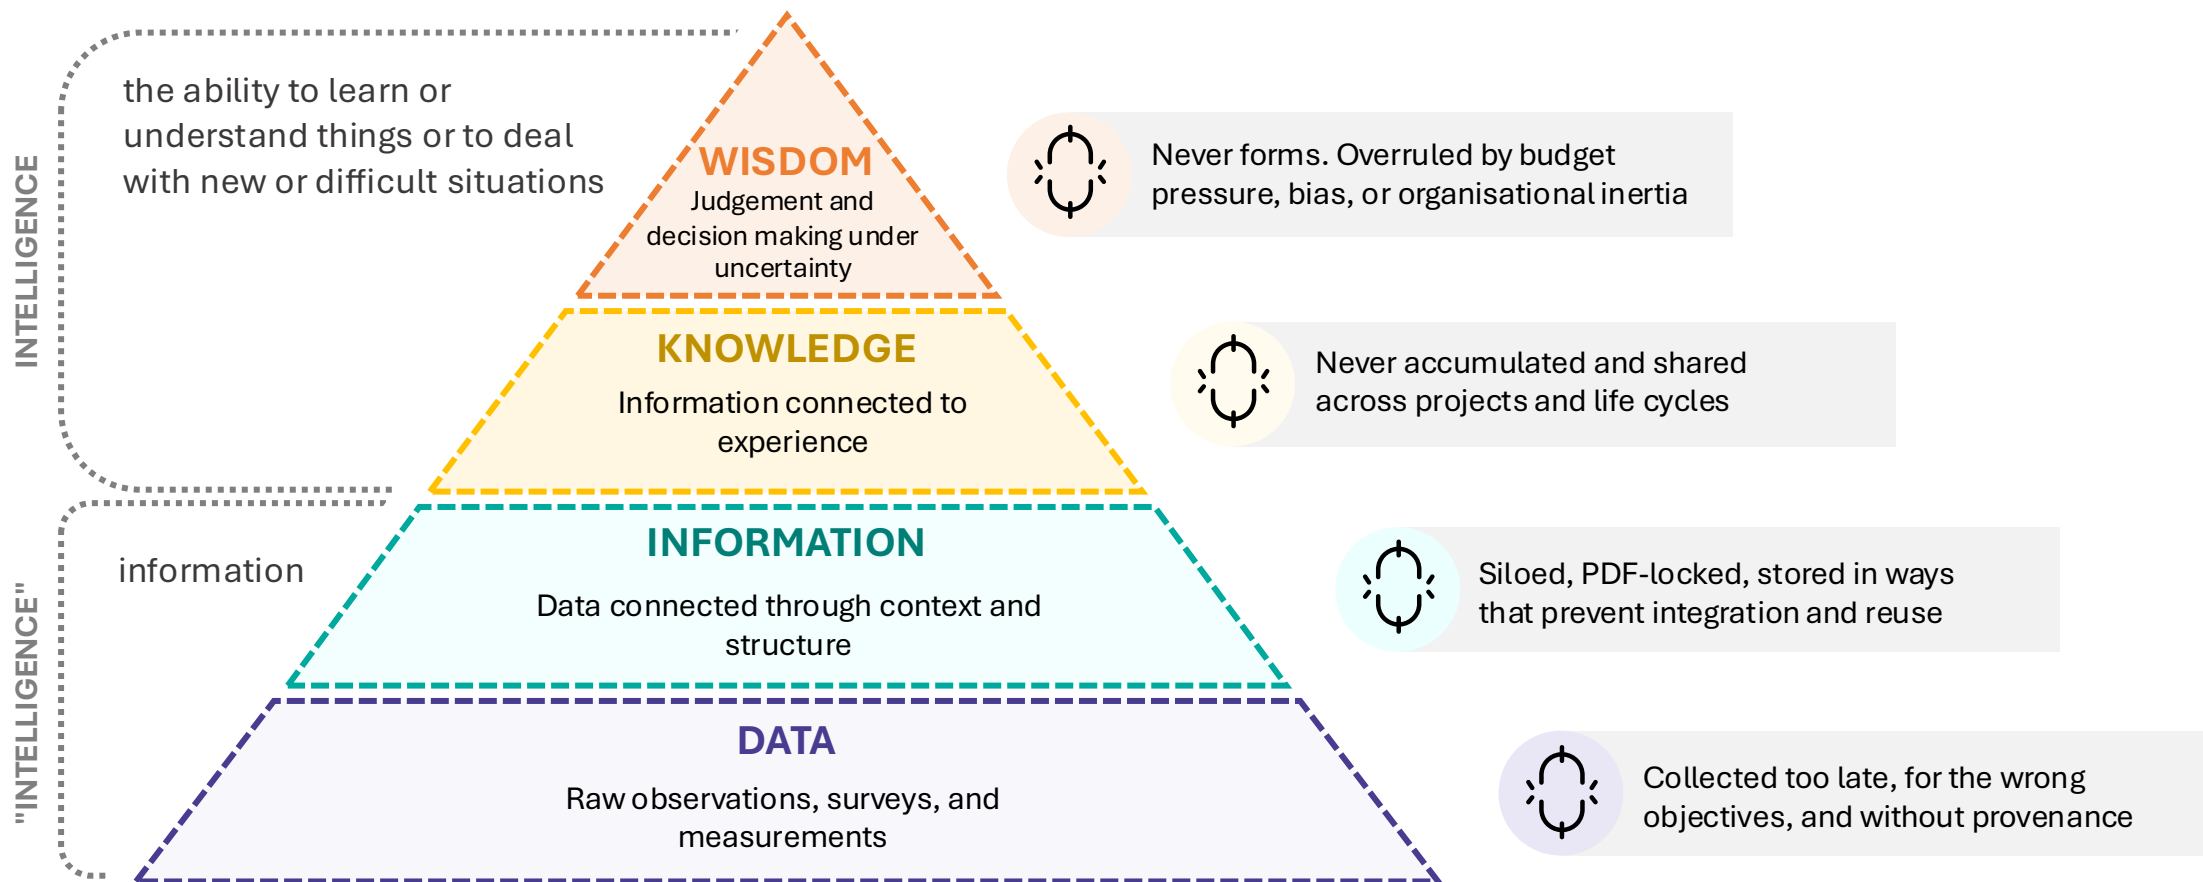 INTELLIGENCE
the ability to learn or
understand things or to deal
with new or difficult situations
WISDOM
Judgement and
decision making under
uncertainty
Never forms. Overruled by budget
pressure, bias, or organisational inertia
KNOWLEDGE
Information connected to
experience
Never accumulated and shared
across projects and life cycles
"INTELLIGENCE"
information
INFORMATION
Data connected through context and
structure
Siloed, PDF-locked, stored in ways
that prevent integration and reuse
DATA
Raw observations, surveys, and
measurements
Collected too late, for the wrong
objectives, and without provenance